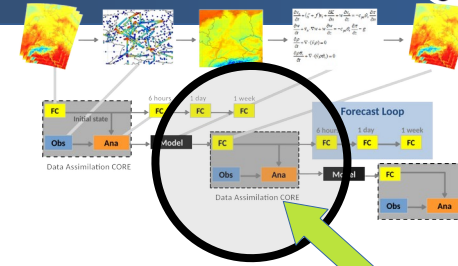 6 hours 1 day 1 week
FC FC FC FC
Initial state
Obs Ana Model
Data Assimilation CORE
FC
Obs Ana Model
Data Assimilation CORE
Forecast Loop
6 hour 1 day 1 week
FC FC FC
FC
Obs Ana